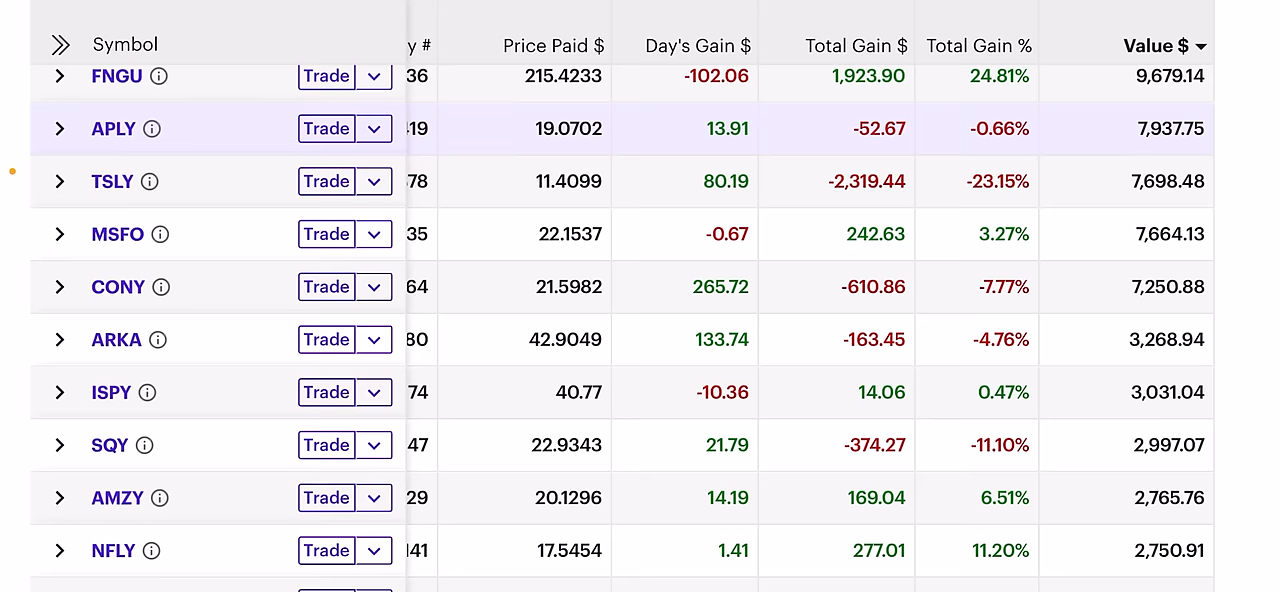 Symbol y # Price Paid $ Day's Gain $ Total Gain $ Total Gain % Value $
FNGU Trade 36 215.4233 -102.06 1,923.90 24.81% 9,679.14
APLY Trade 419 19.0702 13.91 -52.67 -0.66% 7,937.75
TSLY Trade 78 11.4099 80.19 -2,319.44 -23.15% 7,698.48
MSFO Trade 35 22.1537 -0.67 242.63 3.27% 7,664.13
CONY Trade 64 21.5982 265.72 -610.86 -7.77% 7,250.88
ARKA Trade 80 42.9049 133.74 -163.45 -4.76% 3,268.94
ISPY Trade 74 40.77 -10.36 14.06 0.47% 3,031.04
SQY Trade 47 22.9343 21.79 -374.27 -11.10% 2,997.07
AMZY Trade 29 20.1296 14.19 169.04 6.51% 2,765.76
NFLY Trade 141 17.5454 1.41 277.01 11.20% 2,750.91